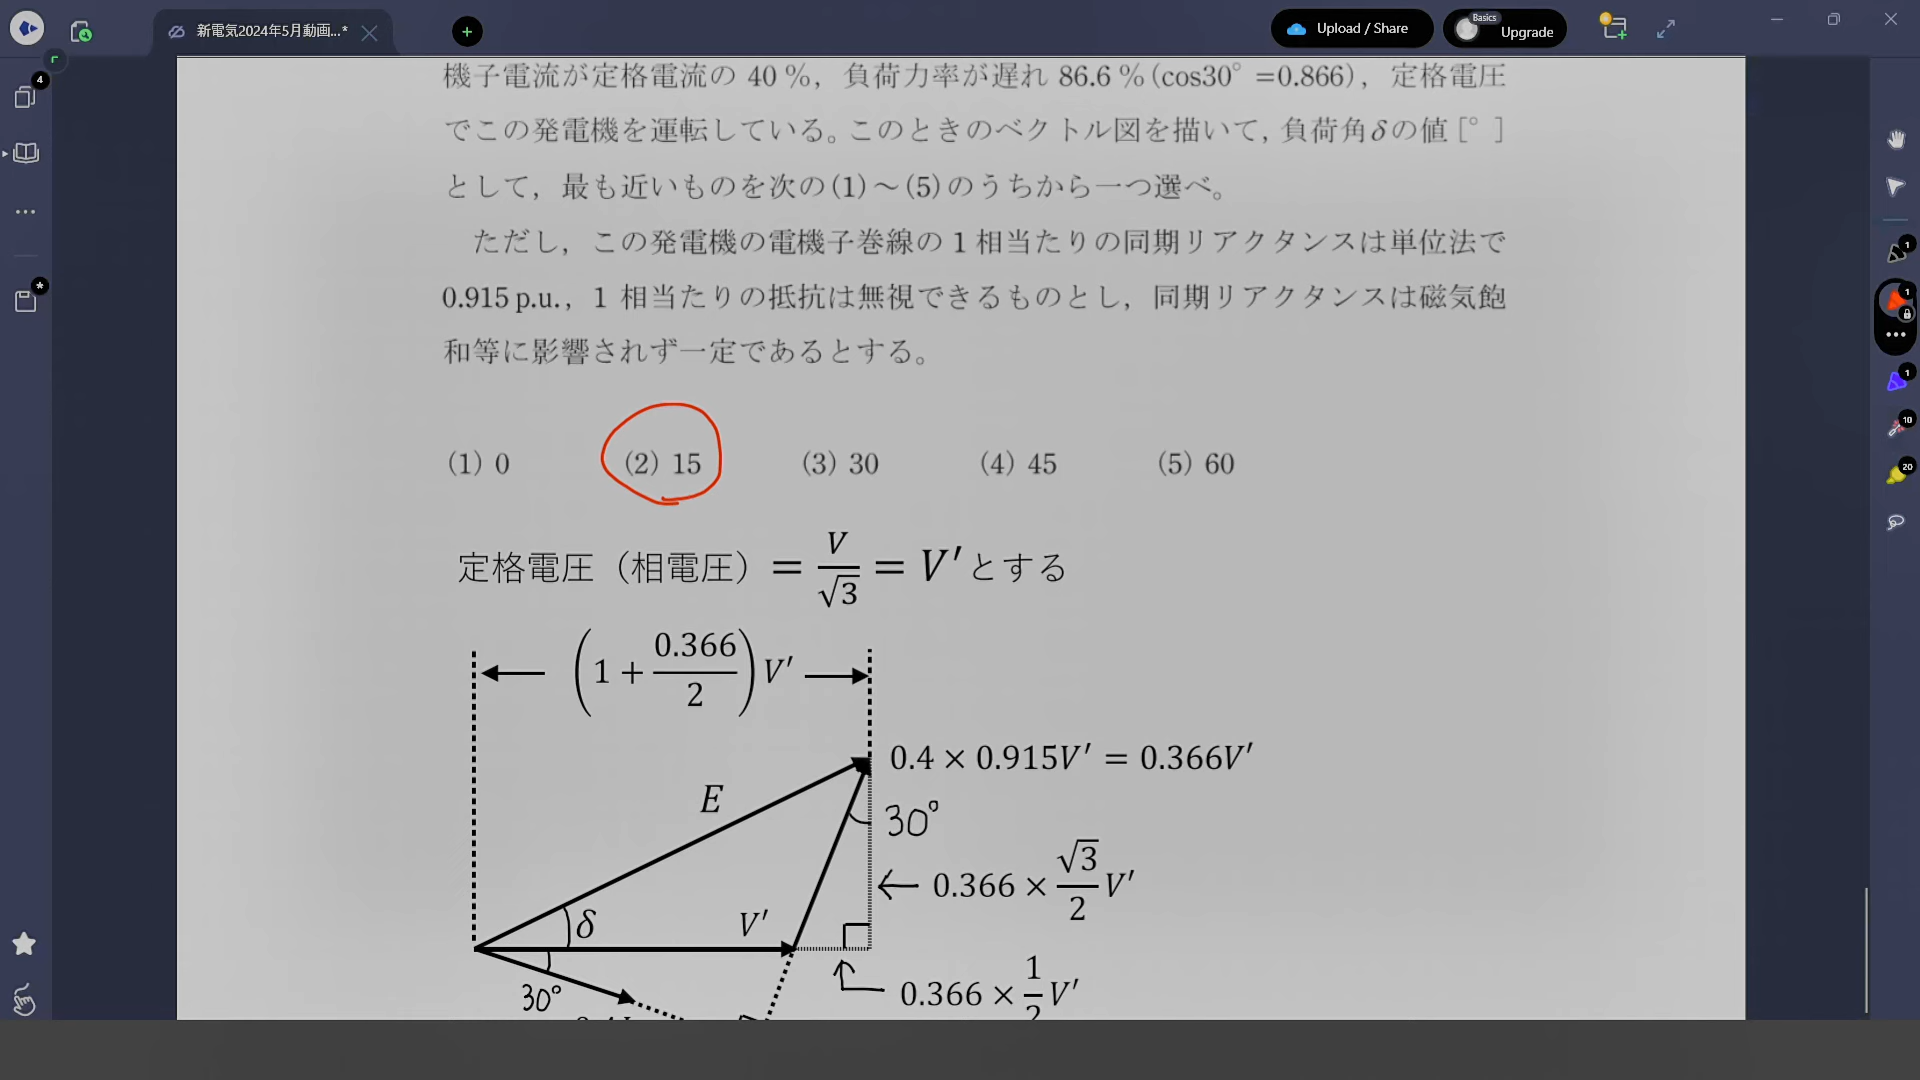 新電気2024年5月動画...*
Upload / Share
Basics
Upgrade
4
機子電流が定格電流の 40 %，負荷力率が遅れ 86.6 %(cos30° =0.866)，定格電圧
でこの発電機を運転している。このときのベクトル図を描いて，負荷角δの値[°]
として，最も近いものを次の(1)～(5)のうちから一つ選べ。
ただし，この発電機の電機子巻線の 1 相当たりの同期リアクタンスは単位法で
0.915 p.u.，1 相当たりの抵抗は無視できるものとし，同期リアクタンスは磁気飽
和等に影響されず一定であるとする。
(1) 0 (2) 15 (3) 30 (4) 45 (5) 60
定格電圧（相電圧）= V/√3 = V′とする
(1 + 0.366/2) V′
0.4 × 0.915V′ = 0.366V′
E
30°
0.366 × √3/2 V′
δ
V′
30°
0.366 × 1/2 V′
1
1
1
10
20